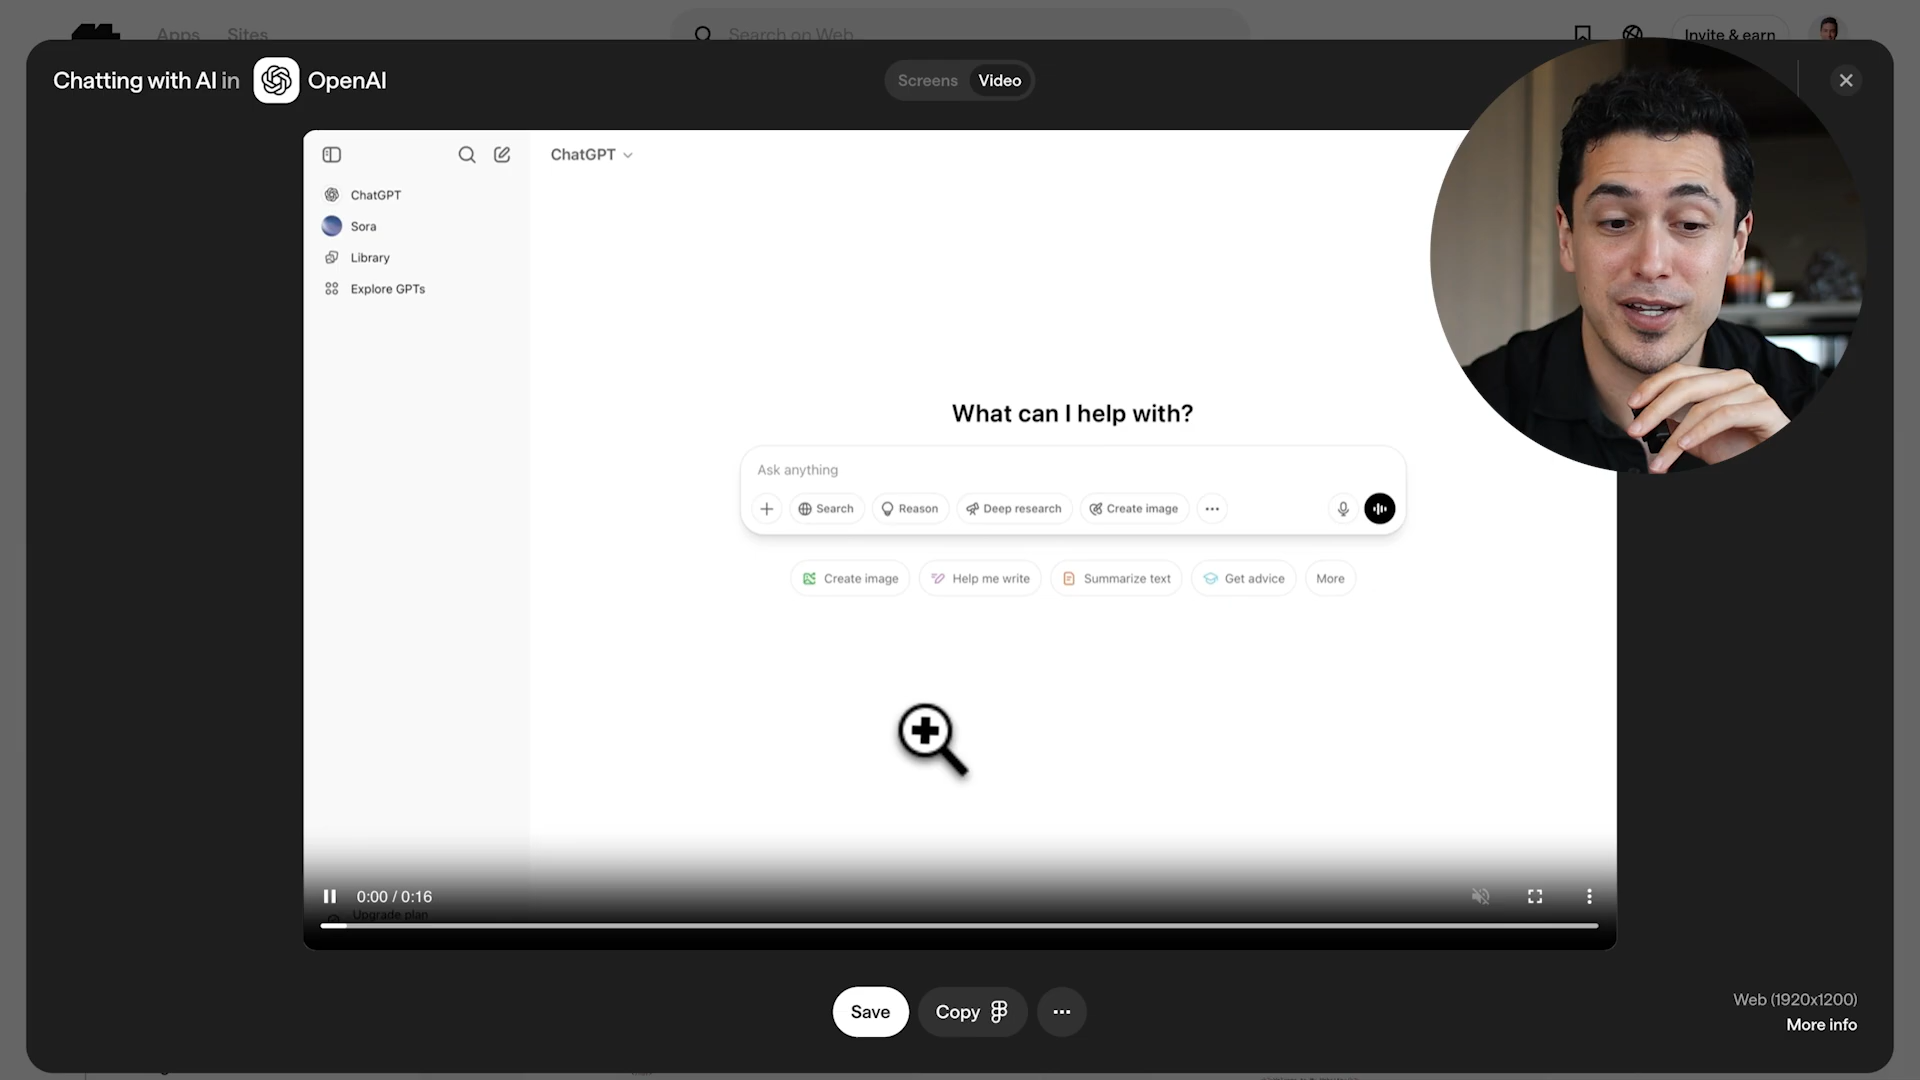 Apps Sites
Search on Web...
Invite & earn
Chatting with AI in OpenAI
Screens Video
ChatGPT
ChatGPT
Sora
Library
Explore GPTs
What can I help with?
Ask anything
Search Reason Deep research Create image
Create image Help me write Summarize text Get advice More
0:00 / 0:16
Upgrade plan
Save Copy
Web (1920x1200)
More info